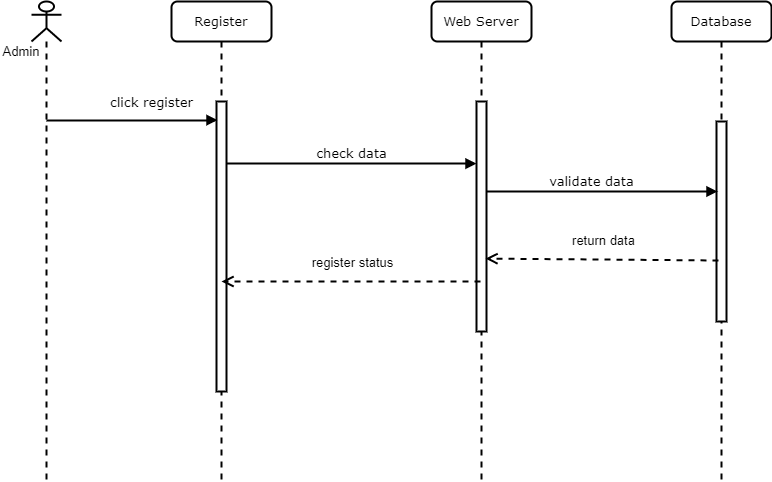 Register
Web Server
Database
Admin
click register
check data
validate data
return data
register status